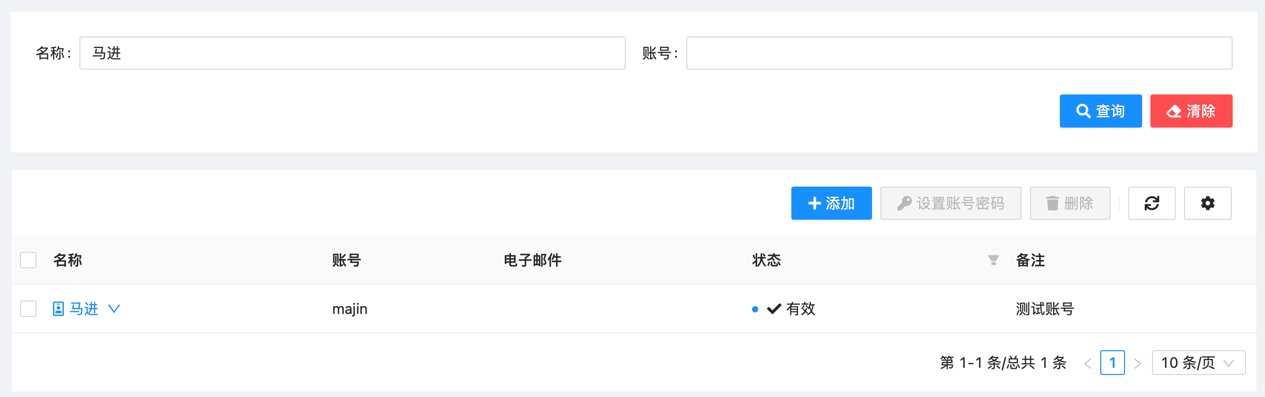 名称: 马进 账号:
查询 清除
添加 设置账号密码 删除
名称 账号 电子邮件 状态 备注
马进 majin 有效 测试账号
第 1-1 条/总共 1 条 1 10 条/页